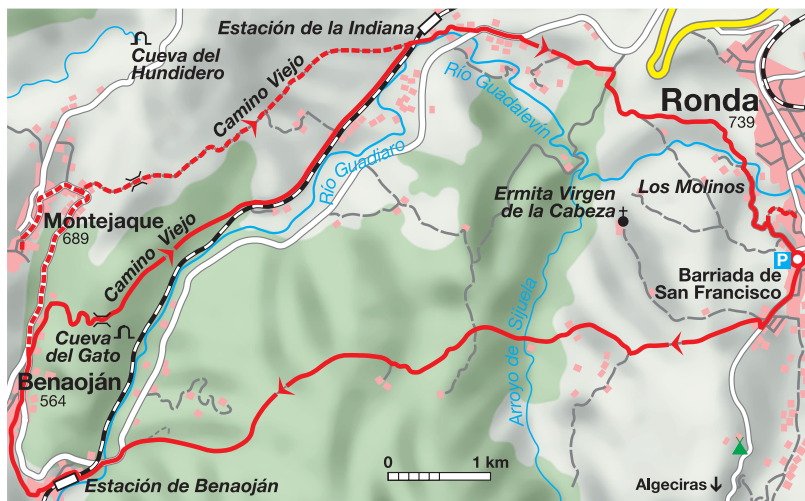 Estación de la Indiana
Cueva del
Hundidero
Camino Viejo
Río Guadalevín
Ronda
739
Río Guadiaro
Los Molinos
Ermita Virgen
de la Cabeza
Montejaque
689
Camino Viejo
P
Barriada de
San Francisco
Cueva
del Gato
Arroyo de Sijuela
Benaoján
564
0 1 km
Estación de Benaoján
Algeciras